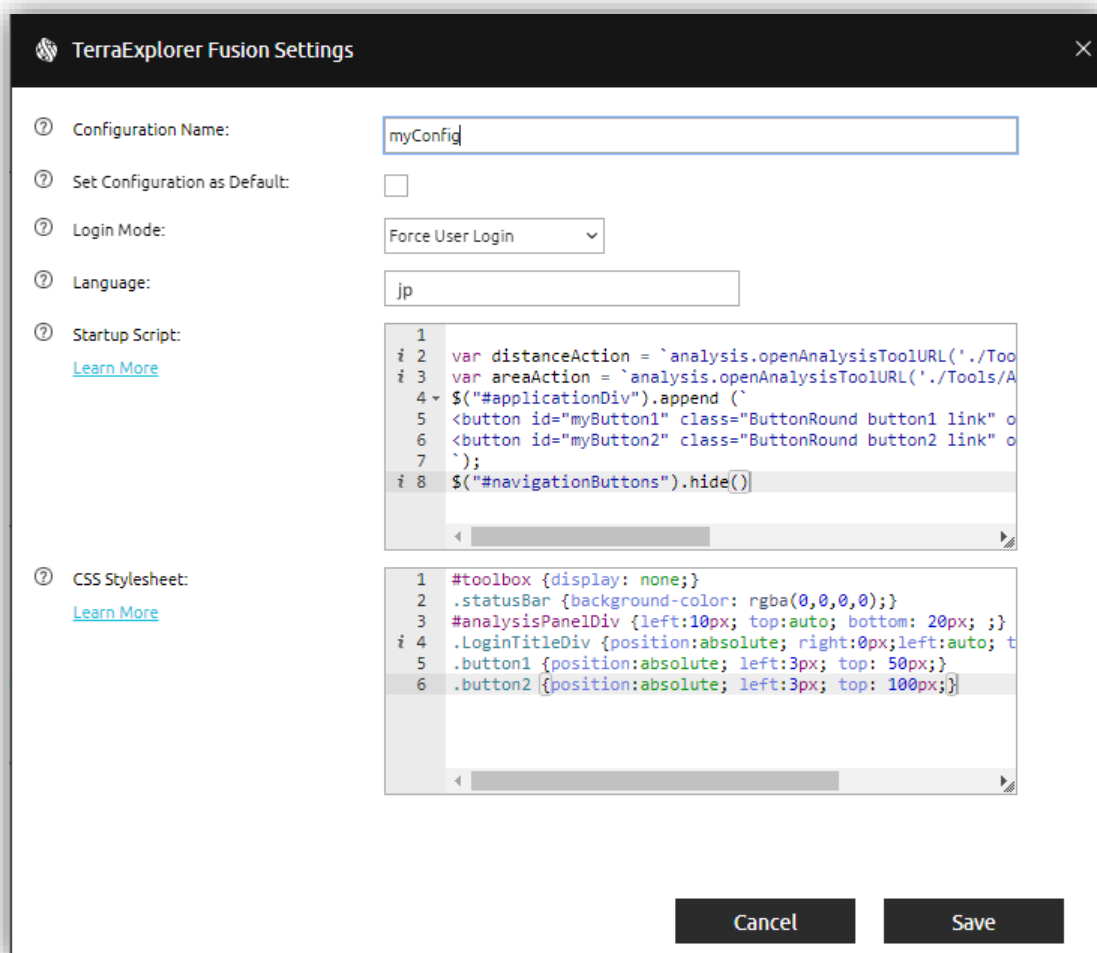 TerraExplorer Fusion Settings
Configuration Name:
myConfig
Set Configuration as Default:
Login Mode:
Force User Login
Language:
jp
Startup Script:
Learn More
1
i 2 var distanceAction = `analysis.openAnalysisToolURL('./Too
i 3 var areaAction = `analysis.openAnalysisToolURL('./Tools/A
4 $("#applicationDiv").append (`
5 <button id="myButton1" class="ButtonRound button1 link" o
6 <button id="myButton2" class="ButtonRound button2 link" o
7 `);
i 8 $("#navigationButtons").hide()
CSS Stylesheet:
Learn More
1 #toolbox {display: none;}
2 .statusBar {background-color: rgba(0,0,0,0);}
3 #analysisPanelDiv {left:10px; top:auto; bottom: 20px; ;}
i 4 .LoginTitleDiv {position:absolute; right:0px;left:auto; t
5 .button1 {position:absolute; left:3px; top: 50px;}
6 .button2 {position:absolute; left:3px; top: 100px;}
Cancel
Save